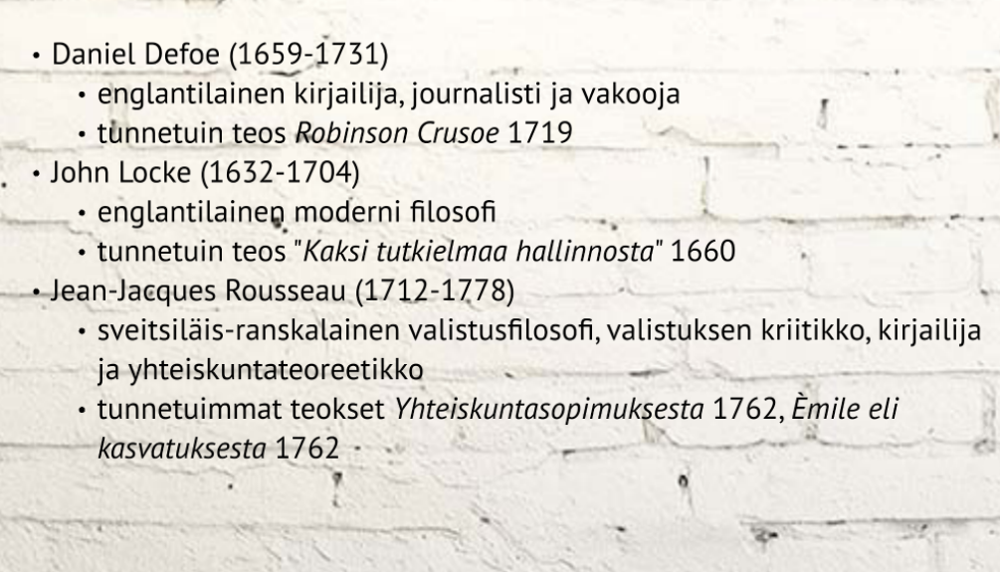 • Daniel Defoe (1659-1731)
• englantilainen kirjailija, journalisti ja vakooja
• tunnetuin teos Robinson Crusoe 1719
• John Locke (1632-1704)
• englantilainen moderni filosofi
• tunnetuin teos "Kaksi tutkielmaa hallinnosta" 1660
• Jean-Jacques Rousseau (1712-1778)
• sveitsiläis-ranskalainen valistusfilosofi, valistuksen kriitikko, kirjailija
ja yhteiskuntateoreetikko
• tunnetuimmat teokset Yhteiskuntasopimuksesta 1762, Èmile eli
kasvatuksesta 1762